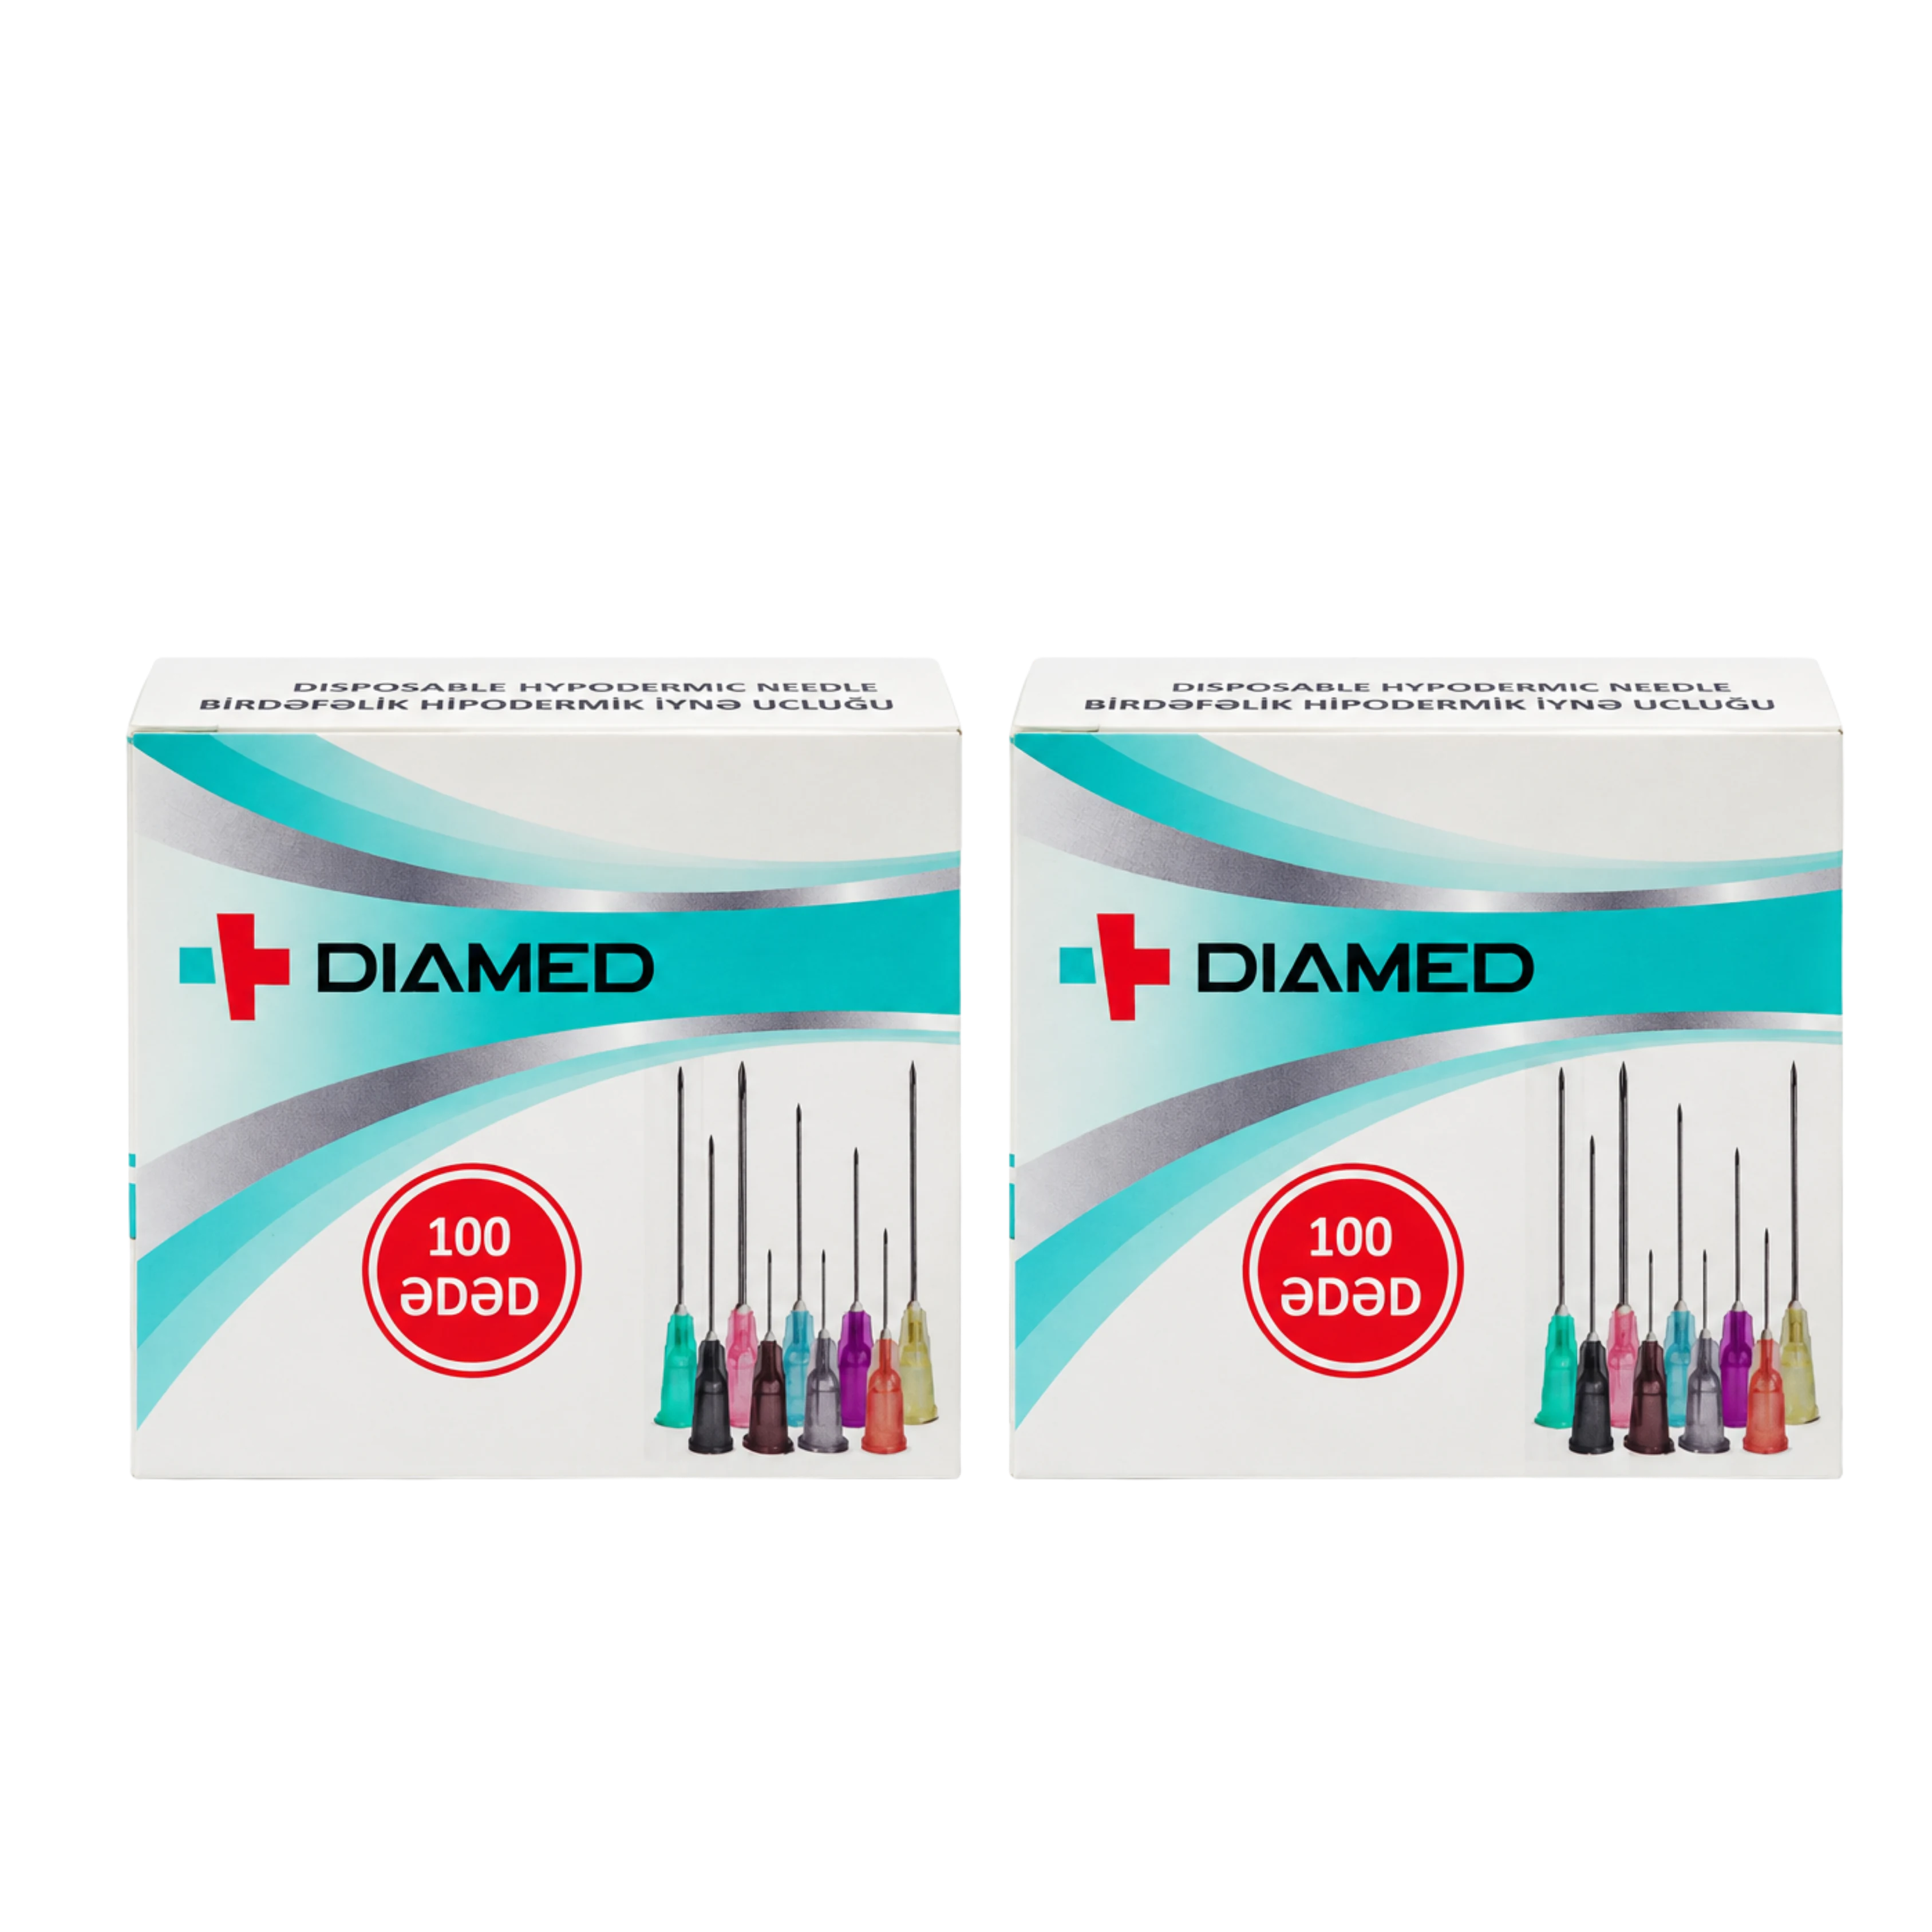 DISPOSABLE HYPODERMIC NEEDLE
BİRDƏFƏLİK HİPODERMİK İYNƏ UCLUĞU
DIAMED
100
ƏDƏD
DISPOSABLE HYPODERMIC NEEDLE
BİRDƏFƏLİK HİPODERMİK İYNƏ UCLUĞU
DIAMED
100
ƏDƏD